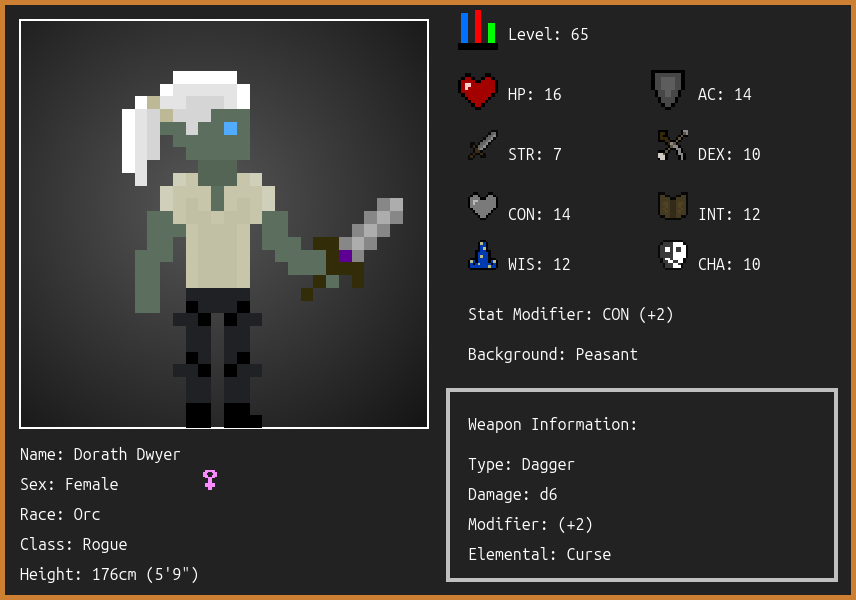 Level: 65
HP: 16
AC: 14
STR: 7
DEX: 10
CON: 14
INT: 12
WIS: 12
CHA: 10
Stat Modifier: CON (+2)
Background: Peasant
Weapon Information:
Type: Dagger
Damage: d6
Modifier: (+2)
Elemental: Curse
Name: Dorath Dwyer
Sex: Female
Race: Orc
Class: Rogue
Height: 176cm (5'9")